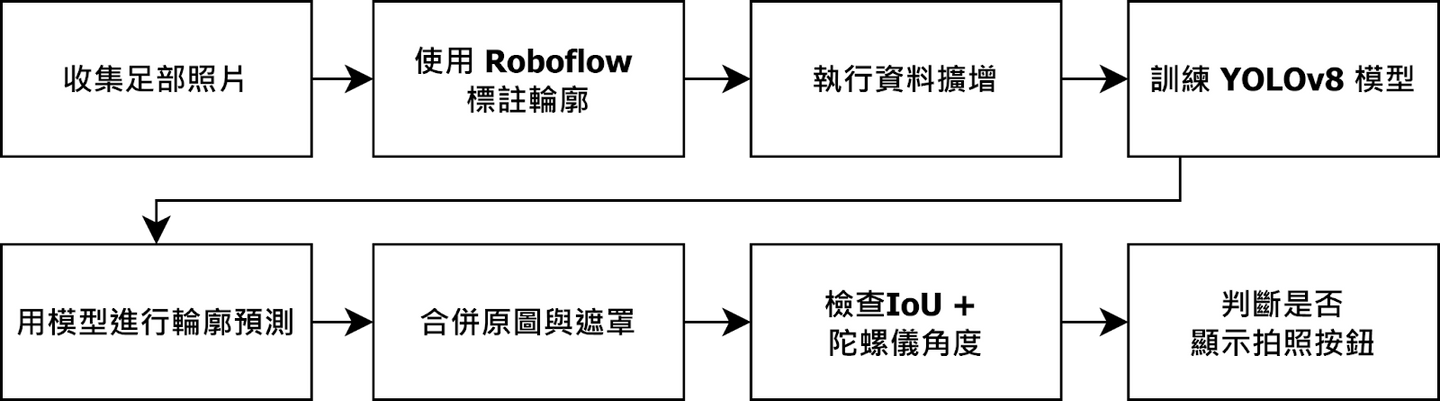 收集足部照片
使用 Roboflow
標註輪廓
執行資料擴增
訓練 YOLOv8 模型
用模型進行輪廓預測
合併原圖與遮罩
檢查IoU +
陀螺儀角度
判斷是否
顯示拍照按鈕